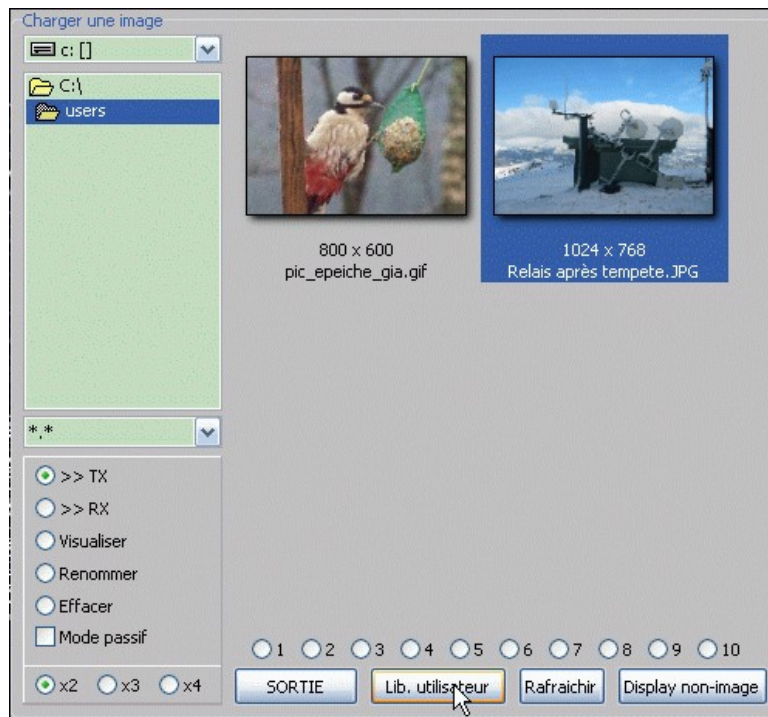 Charger une image
c: []
C:\
users
800 x 600
pic_epeiche_gia.gif
1024 x 768
Relais après tempete.JPG
*.*
>> TX
>> RX
Visualiser
Renommer
Effacer
Mode passif
x2 x3 x4
1 2 3 4 5 6 7 8 9 10
SORTIE Lib. utilisateur Rafraichir Display non-image